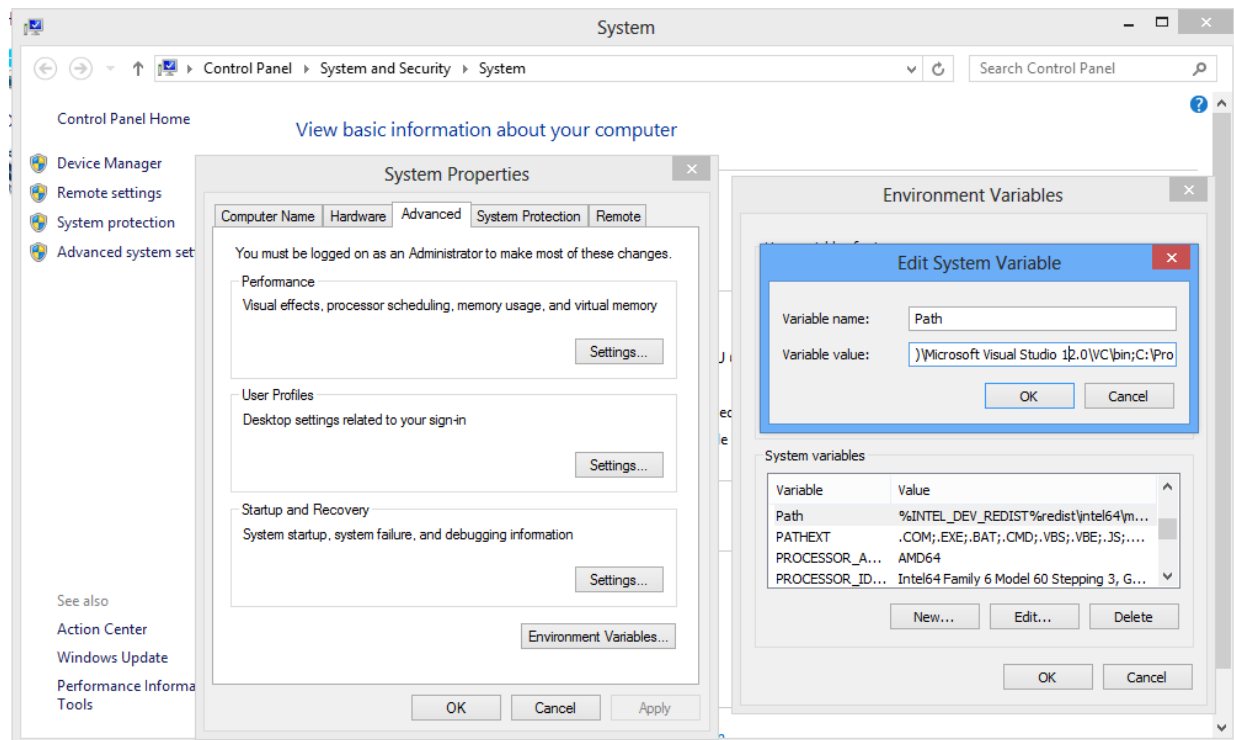 System
Control Panel
System and Security
System
Search Control Panel
Control Panel Home
View basic information about your computer
Device Manager
Remote settings
System protection
Advanced system set
See also
Action Center
Windows Update
Performance Informa
Tools
System Properties
Computer Name
Hardware
Advanced
System Protection
Remote
You must be logged on as an Administrator to make most of these changes.
Performance
Visual effects, processor scheduling, memory usage, and virtual memory
Settings...
User Profiles
Desktop settings related to your sign-in
Settings...
Startup and Recovery
System startup, system failure, and debugging information
Settings...
Environment Variables...
OK
Cancel
Apply
Environment Variables
Edit System Variable
Variable name:
Path
Variable value:
)\Microsoft Visual Studio 12.0\VC\bin;C:\Pro
OK
Cancel
System variables
Variable
Value
Path
%INTEL_DEV_REDIST%redist\intel64\m...
PATHEXT
.COM;.EXE;.BAT;.CMD;.VBS;.VBE;.JS;....
PROCESSOR_A...
AMD64
PROCESSOR_ID...
Intel64 Family 6 Model 60 Stepping 3, G...
New...
Edit...
Delete
OK
Cancel